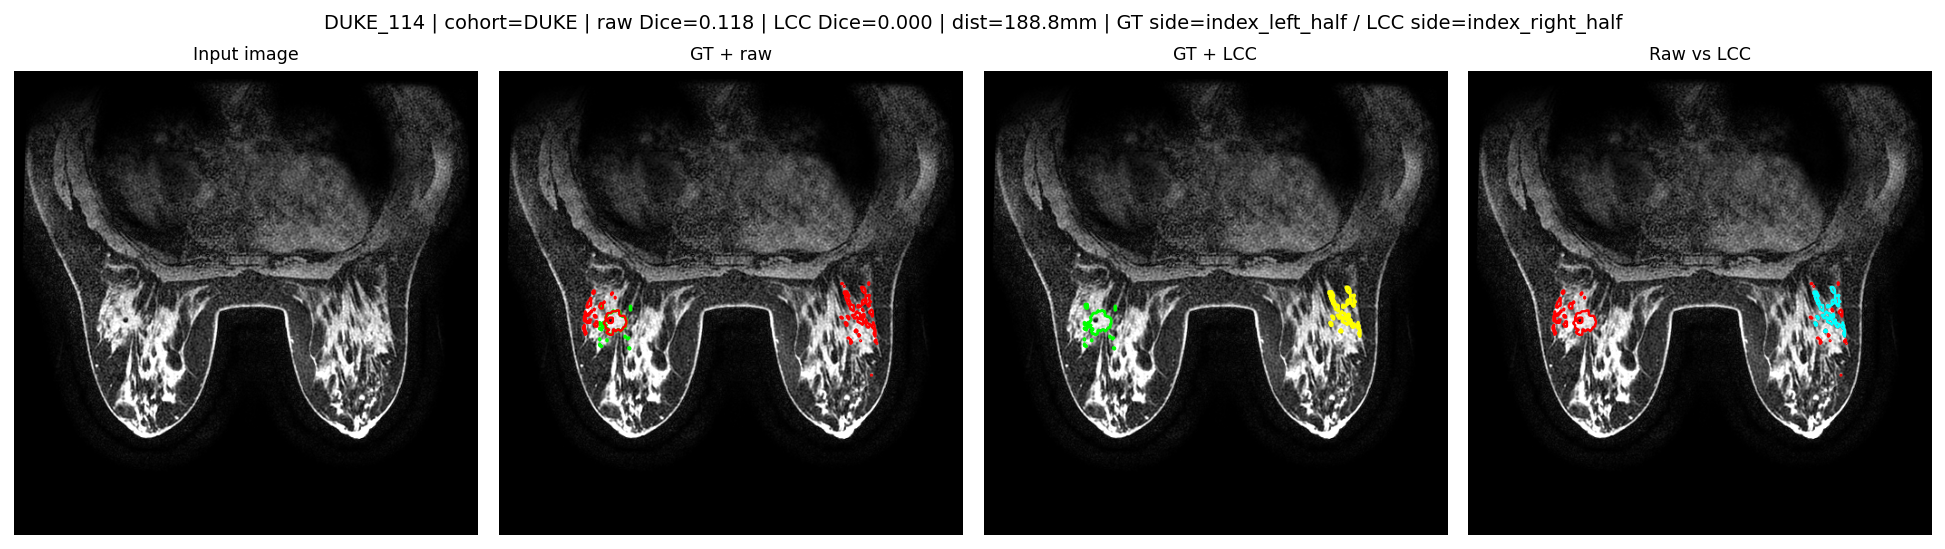 DUKE_114 | cohort=DUKE | raw Dice=0.118 | LCC Dice=0.000 | dist=188.8mm | GT side=index_left_half / LCC side=index_right_half
Input image
GT + raw
GT + LCC
Raw vs LCC